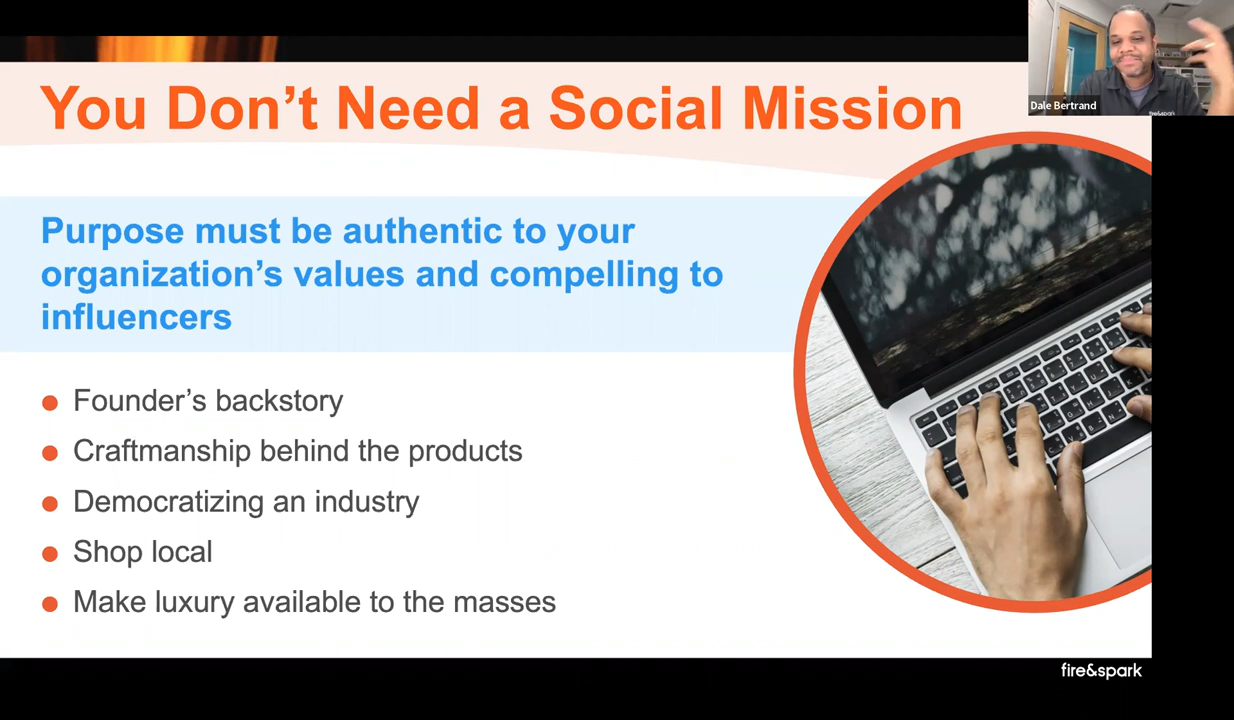 You Don't Need a Social Mission
Dale Bertrand
fire&spark
Purpose must be authentic to your
organization's values and compelling to
influencers
Founder's backstory
Craftmanship behind the products
Democratizing an industry
Shop local
Make luxury available to the masses
fire&spark